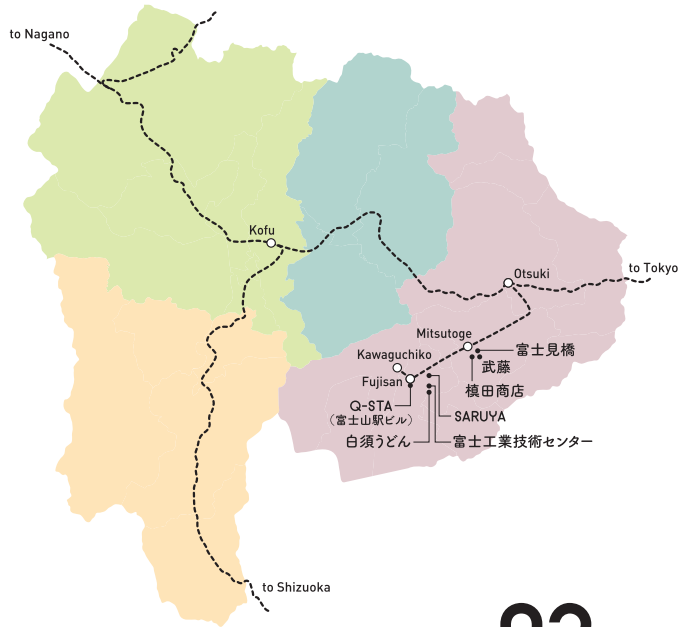 to Nagano
Kofu
to Tokyo
Otsuki
Mitsutoge
富士見橋
Kawaguchiko
武藤
Fujisan
槙田商店
Q-STA
(富士山駅ビル)
SARUYA
白須うどん
富士工業技術センター
to Shizuoka